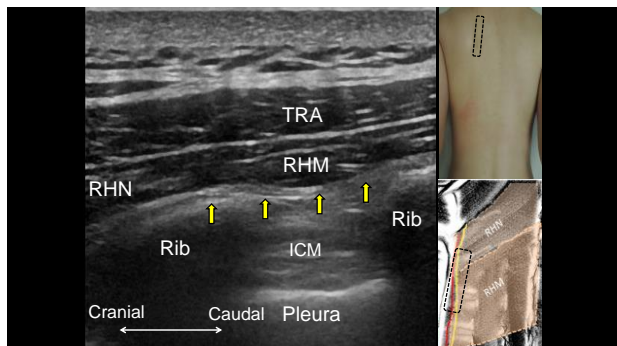 TRA
RHM
RHN
Rib
Rib
ICM
Cranial
Caudal
Pleura
RHN
RHM